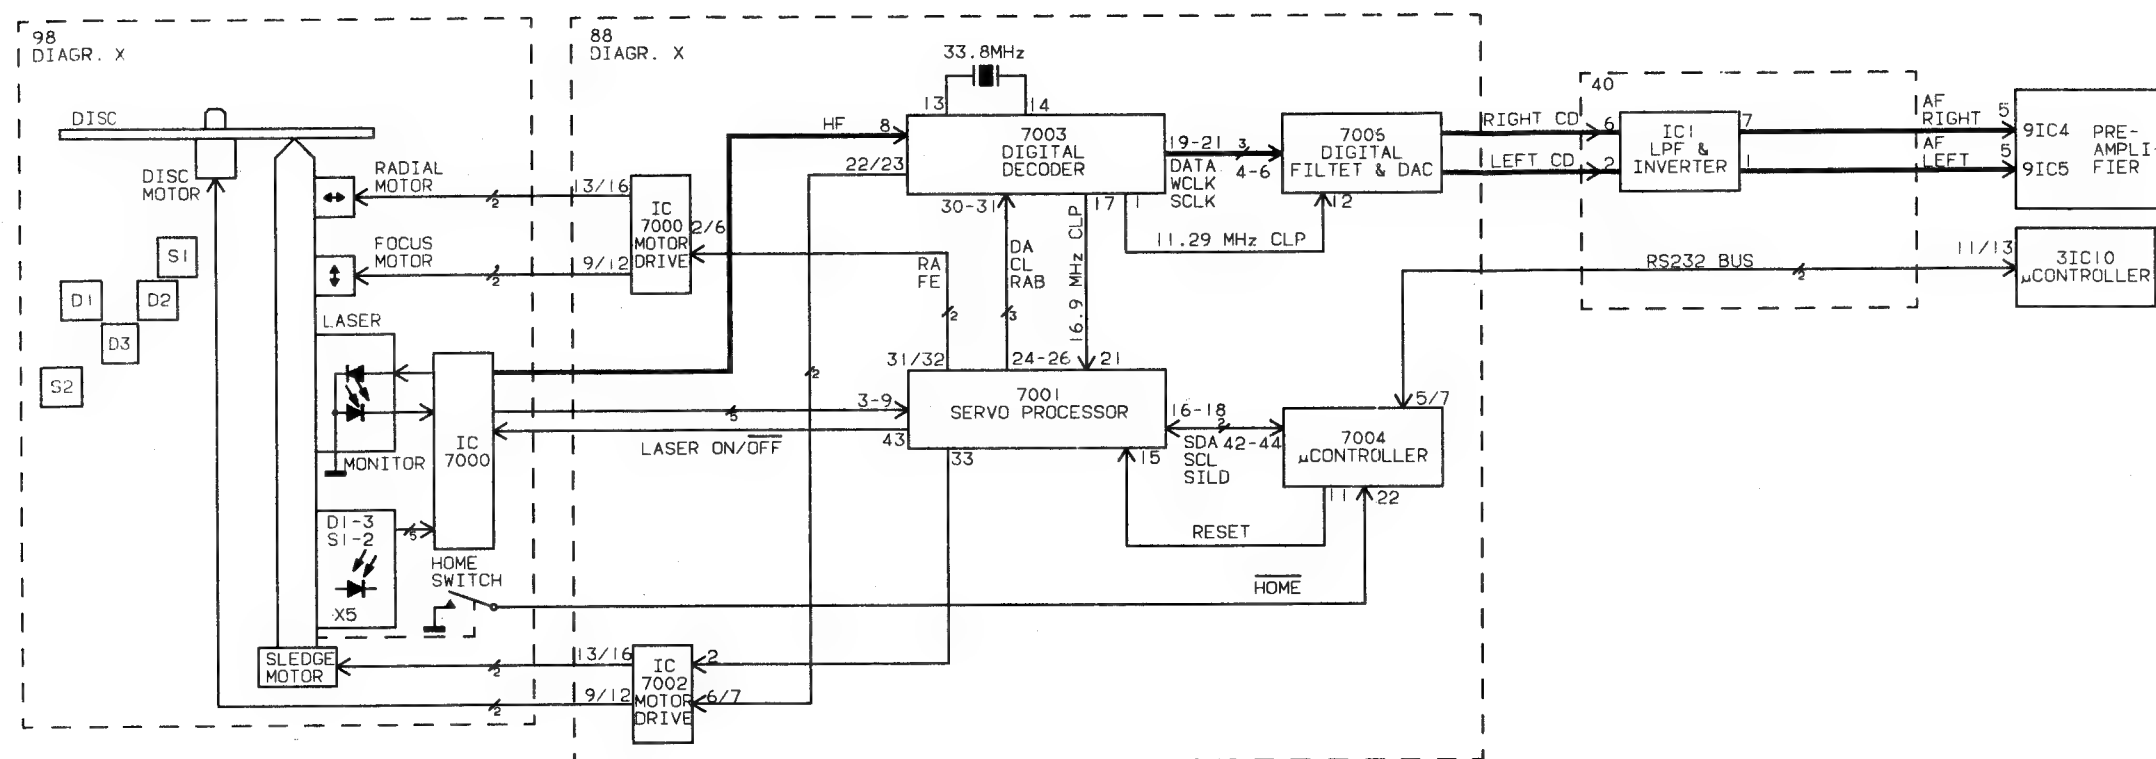 98
DIAGR. X
DISC
DISC
MOTOR
RADIAL
MOTOR
FOCUS
MOTOR
S1
D1
D2
D3
S2
LASER
MONITOR
IC
7000
D1-3
S1-2
X5
5
HOME
SWITCH
SLEDGE
MOTOR
2
2
2
2
88
DIAGR. X
13/16
9/12
IC
7000
MOTOR
DRIVE
2/6
13/16
9/12
IC
7002
MOTOR
DRIVE
2
6/7
HF
8
22/23
33.8MHz
13
14
7003
DIGITAL
DECODER
30-31
17
1
19-21
3
4-6
DATA
WCLK
SCLK
7005
DIGITAL
FILTET & DAC
12
11.29 MHz CLP
RA
FE
2
DA
CL
RAB
3
16.9 MHz CLP
2
31/32
24-26
21
7001
SERVO PROCESSOR
3-9
5
43
LASER ON/OFF
33
15
16-18
2
SDA
SCL
SILD
42-44
5/7
7004
µCONTROLLER
11
22
RESET
HOME
RIGHT CD
LEFT CD
40
6
2
IC1
LPF &
INVERTER
7
1
AF
RIGHT
AF
LEFT
5
5
9IC4
9IC5
PRE-
AMPLI-
FIER
RS232 BUS
2
11/13
3IC10
µCONTROLLER